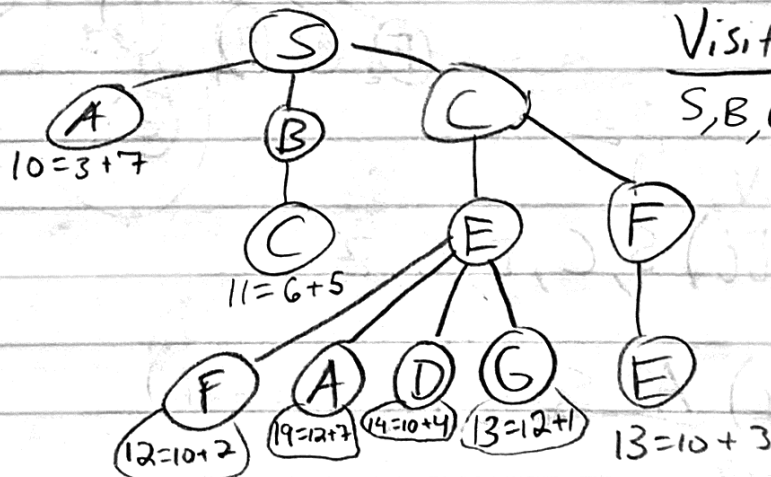 S
Visit
A
B
C
S, B,
10=3+7
C
E
F
11=6+5
F
A
D
G
E
12=10+2
19=12+7
14=10+4
13=12+1
13=10+3